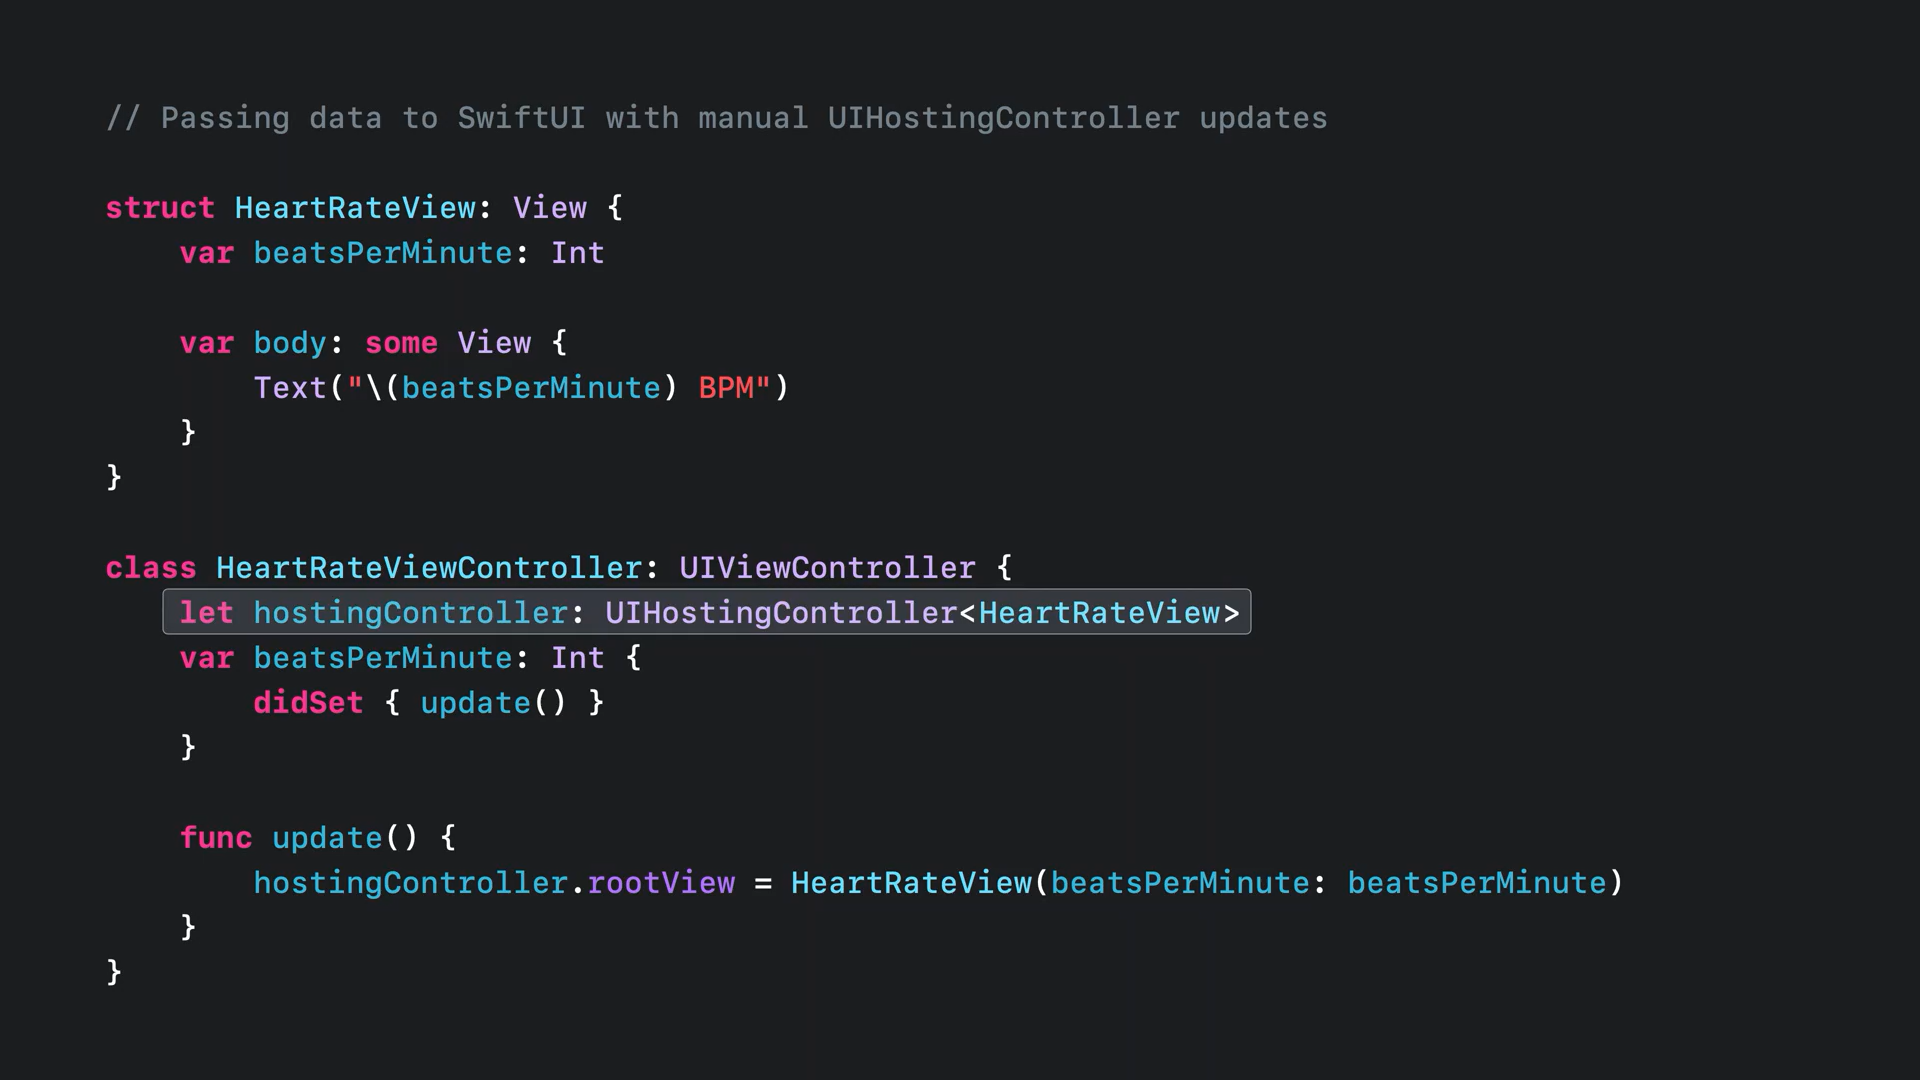 // Passing data to SwiftUI with manual UIHostingController updates
struct HeartRateView: View {
    var beatsPerMinute: Int
    var body: some View {
        Text("\(beatsPerMinute) BPM")
    }
}
class HeartRateViewController: UIViewController {
    let hostingController: UIHostingController<HeartRateView>
    var beatsPerMinute: Int {
        didSet { update() }
    }
    func update() {
        hostingController.rootView = HeartRateView(beatsPerMinute: beatsPerMinute)
    }
}